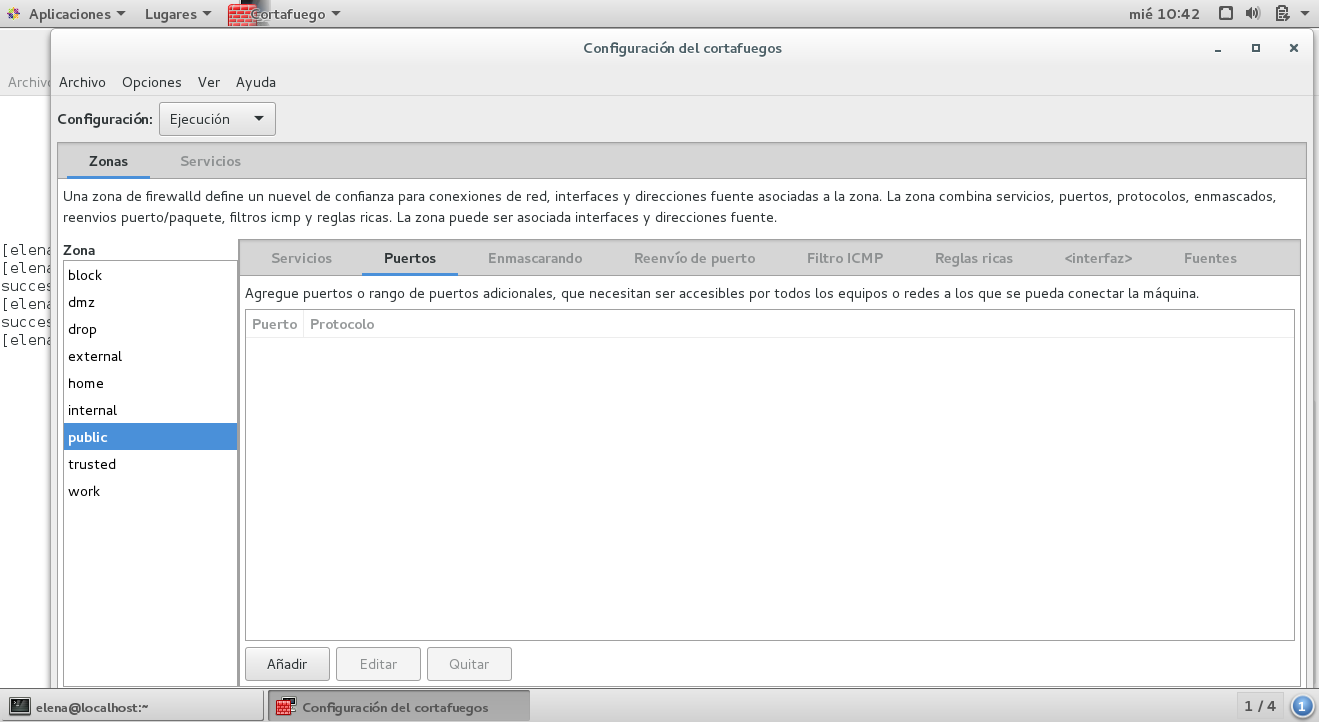 Aplicaciones Lugares Cortafuego mié 10:42
Configuración del cortafuegos
Archivo Opciones Ver Ayuda
Configuración: Ejecución
Zonas Servicios
Una zona de firewalld define un nuevel de confianza para conexiones de red, interfaces y direcciones fuente asociadas a la zona. La zona combina servicios, puertos, protocolos, enmascados,
reenvios puerto/paquete, filtros icmp y reglas ricas. La zona puede ser asociada interfaces y direcciones fuente.
Zona
block
dmz
drop
external
home
internal
public
trusted
work
Servicios Puertos Enmascarando Reenvío de puerto Filtro ICMP Reglas ricas <interfaz> Fuentes
Agregue puertos o rango de puertos adicionales, que necesitan ser accesibles por todos los equipos o redes a los que se pueda conectar la máquina.
Puerto Protocolo
Añadir Editar Quitar
[elena
[elena
succes
[elena
succes
[elena
elena@localhost:~ Configuración del cortafuegos 1 / 4 1